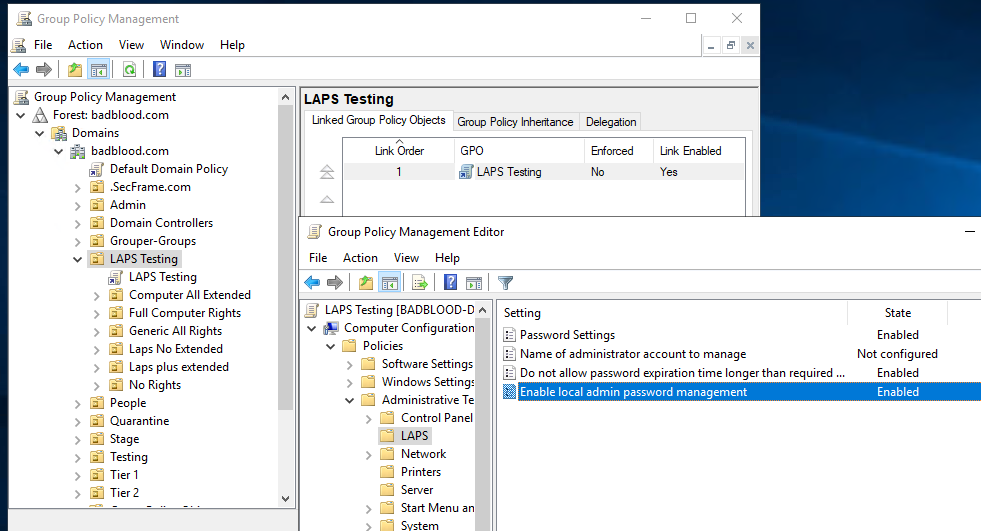 Group Policy Management
File Action View Window Help
Group Policy Management
Forest: badblood.com
Domains
badblood.com
Default Domain Policy
.SecFrame.com
Admin
Domain Controllers
Grouper-Groups
LAPS Testing
LAPS Testing
Computer All Extended
Full Computer Rights
Generic All Rights
Laps No Extended
Laps plus extended
No Rights
People
Quarantine
Stage
Testing
Tier 1
Tier 2
LAPS Testing
Linked Group Policy Objects Group Policy Inheritance Delegation
Link Order GPO Enforced Link Enabled
1 LAPS Testing No Yes
Group Policy Management Editor
File Action View Help
LAPS Testing [BADBLOOD-D
Computer Configuration
Policies
Software Settings
Windows Settings
Administrative Te
Control Panel
LAPS
Network
Printers
Server
Start Menu an
System
Setting State
Password Settings Enabled
Name of administrator account to manage Not configured
Do not allow password expiration time longer than required ... Enabled
Enable local admin password management Enabled